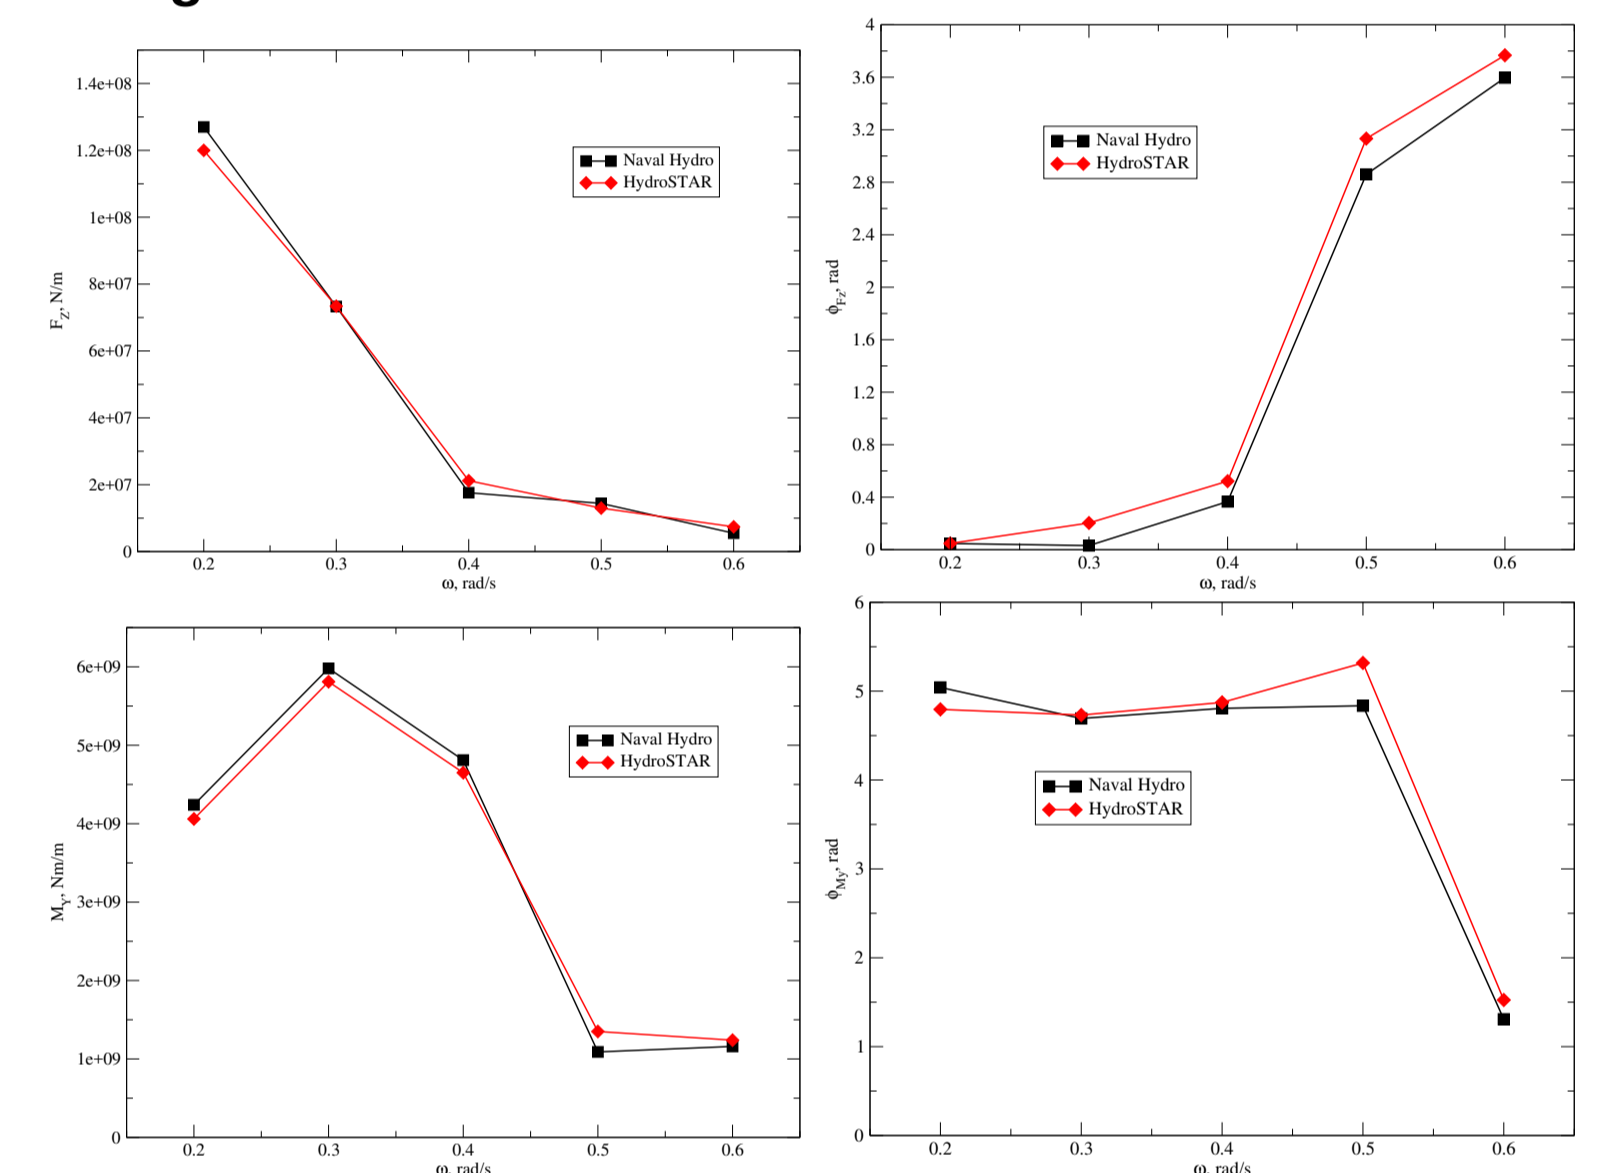 1.4e+08
1.2e+08
1e+08
8e+07
6e+07
4e+07
2e+07
0
F_Z, N/m
Naval Hydro
HydroSTAR
0.2 0.3 0.4 0.5 0.6
ω, rad/s
4
3.6
3.2
2.8
2.4
2
1.6
1.2
0.8
0.4
0
ϕ_Fz, rad
Naval Hydro
HydroSTAR
0.2 0.3 0.4 0.5 0.6
ω, rad/s
6e+09
5e+09
4e+09
3e+09
2e+09
1e+09
0
M_Y, Nm/m
Naval Hydro
HydroSTAR
0.2 0.3 0.4 0.5 0.6
ω, rad/s
6
5
4
3
2
1
0
ϕ_My, rad
Naval Hydro
HydroSTAR
0.2 0.3 0.4 0.5 0.6
ω, rad/s